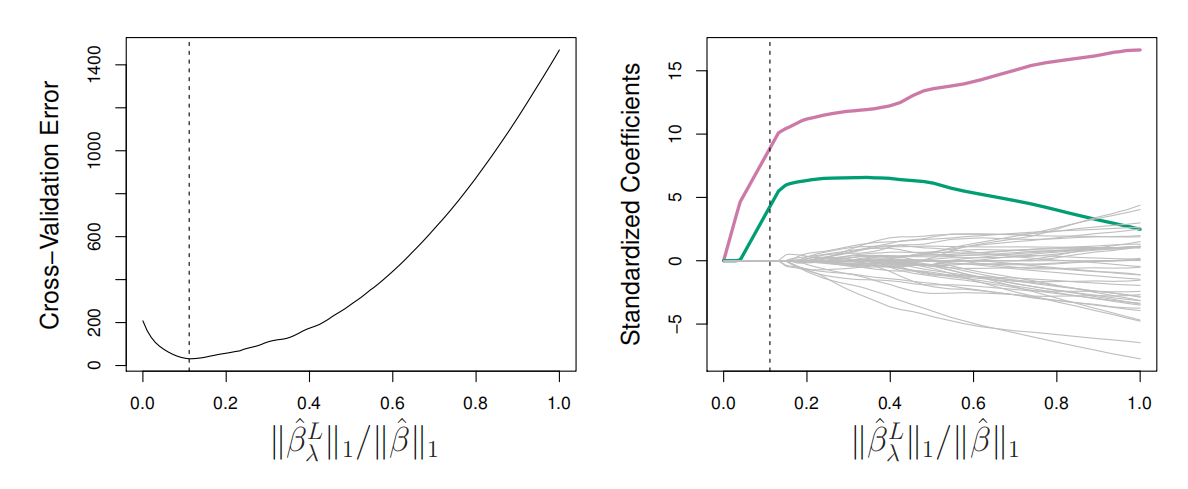 Cross−Validation Error
1400
1000
600
200
0
0.0 0.2 0.4 0.6 0.8 1.0
‖β̂ᴸ_λ‖₁/‖β̂‖₁
Standardized Coefficients
15
10
5
0
−5
0.0 0.2 0.4 0.6 0.8 1.0
‖β̂ᴸ_λ‖₁/‖β̂‖₁